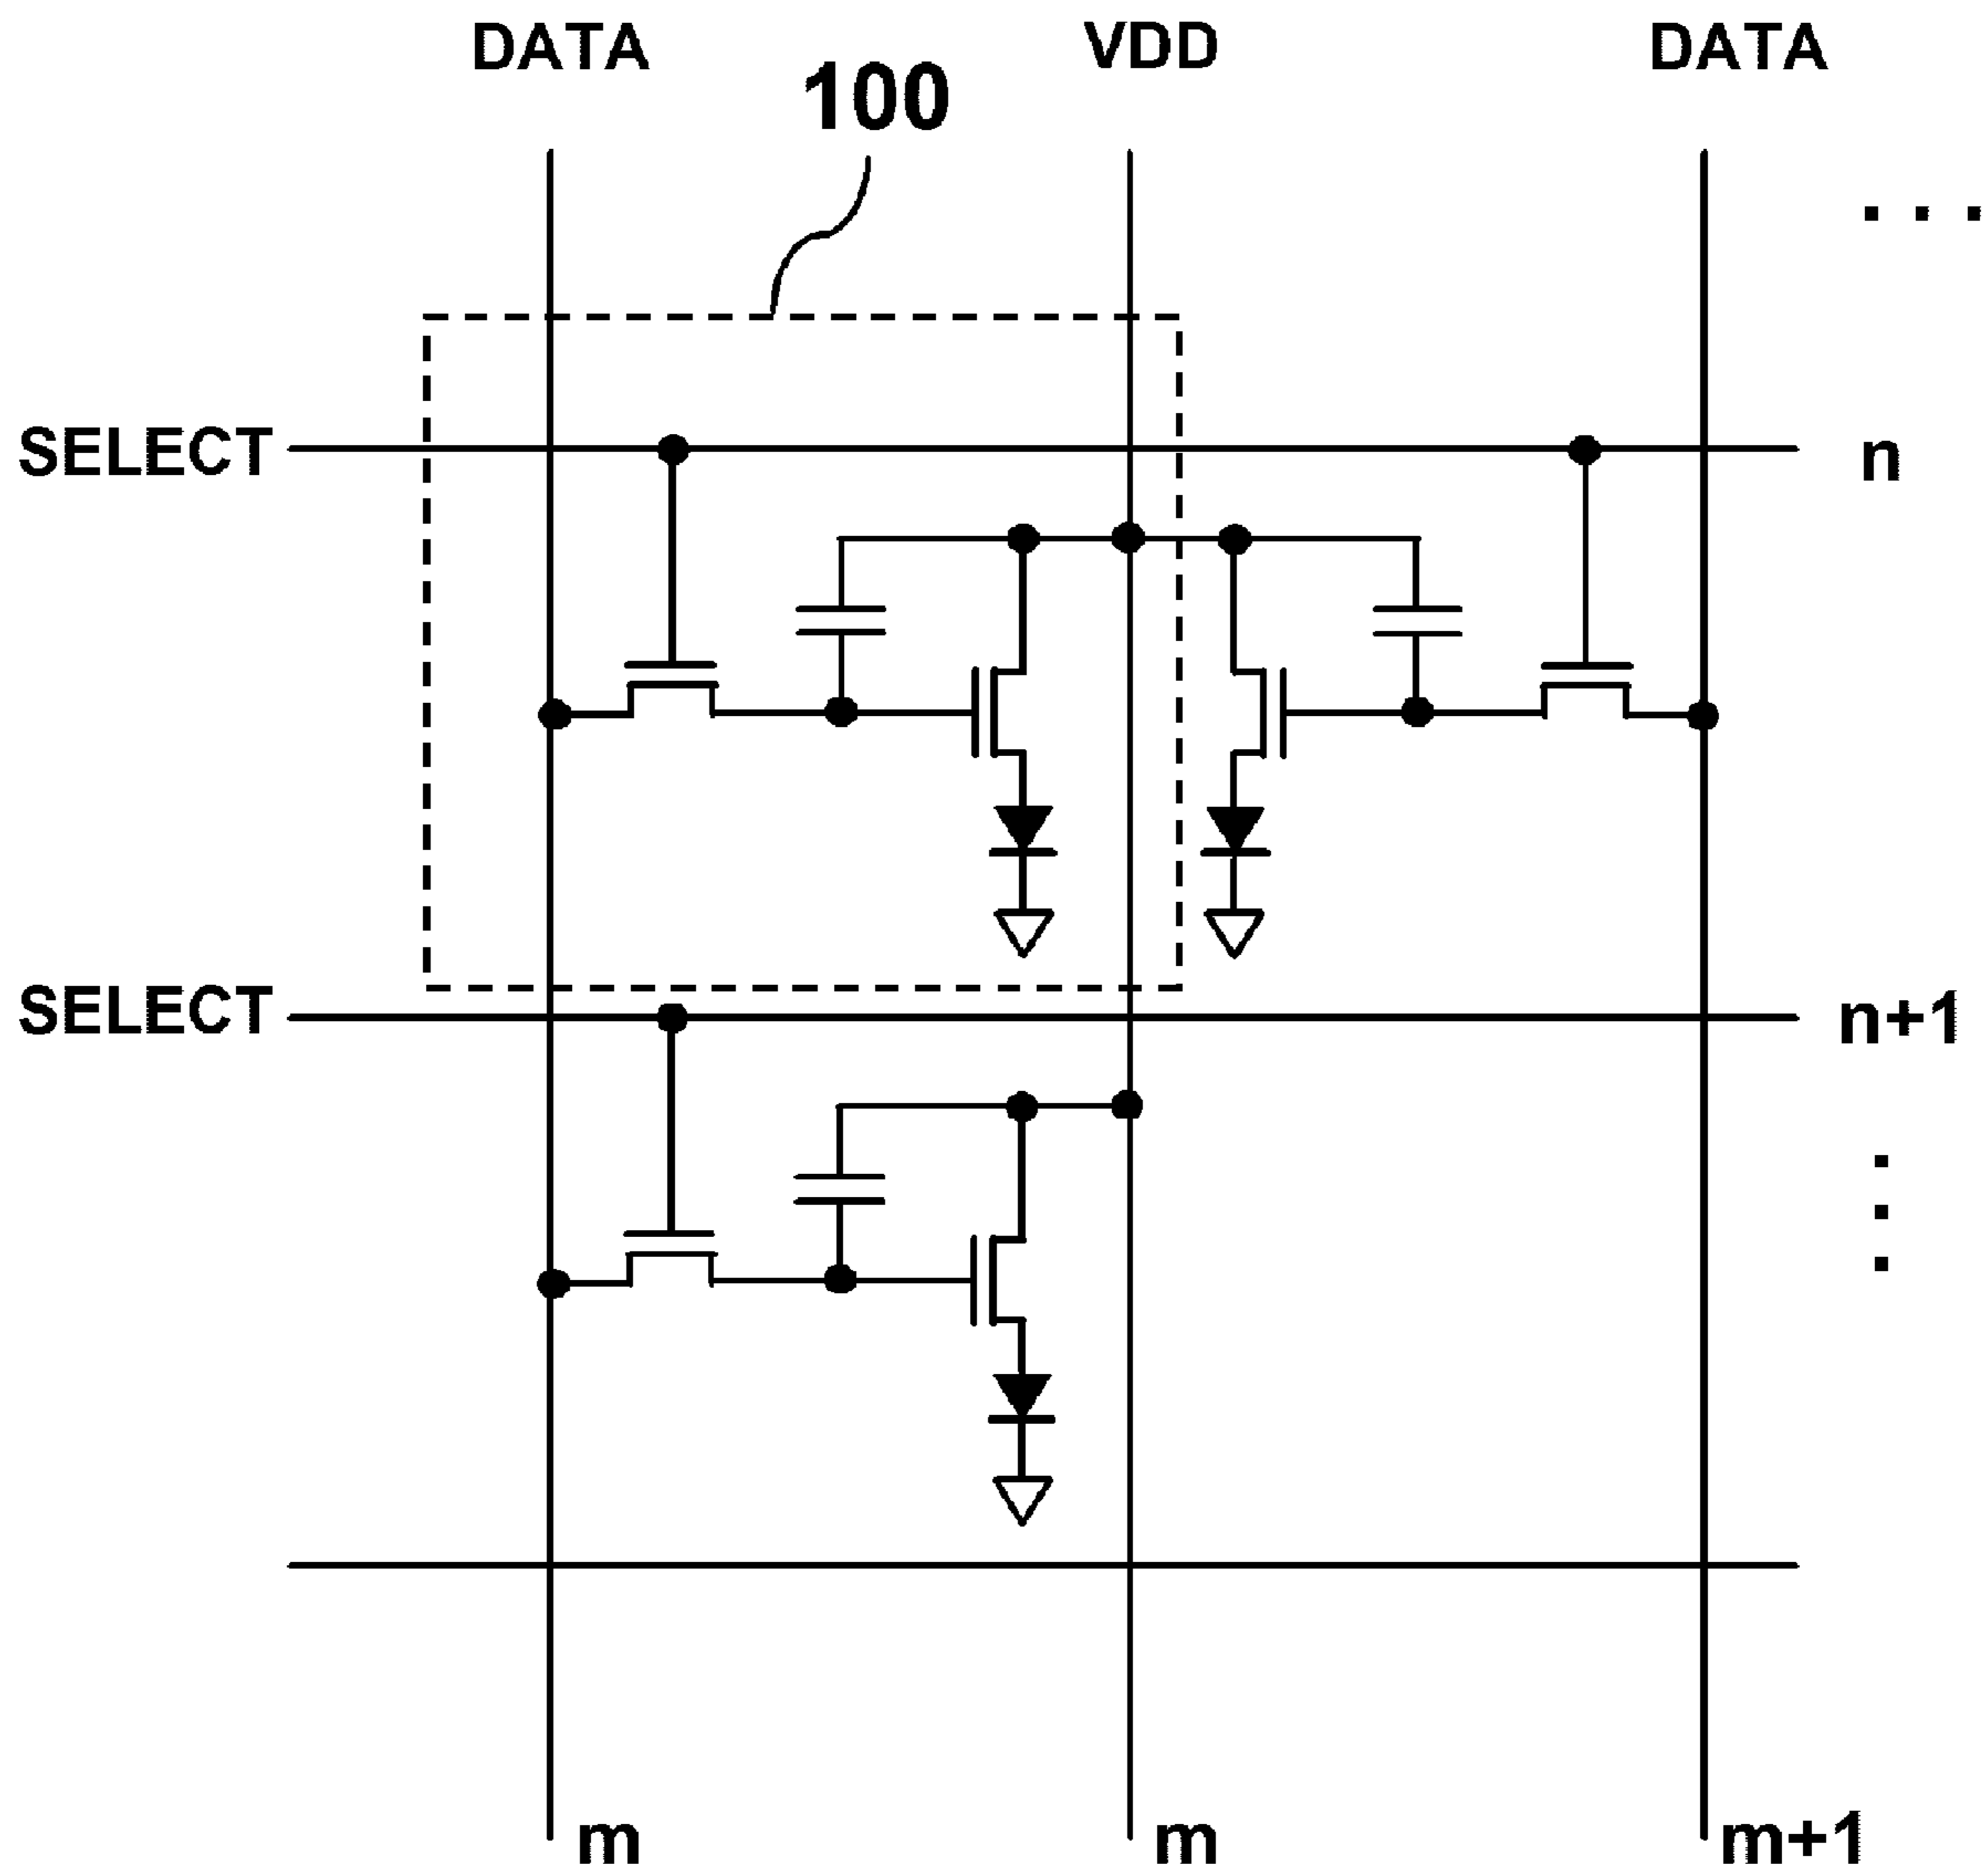 DATA
VDD
DATA
100
. . .
SELECT
n
SELECT
n+1
m
m
m+1